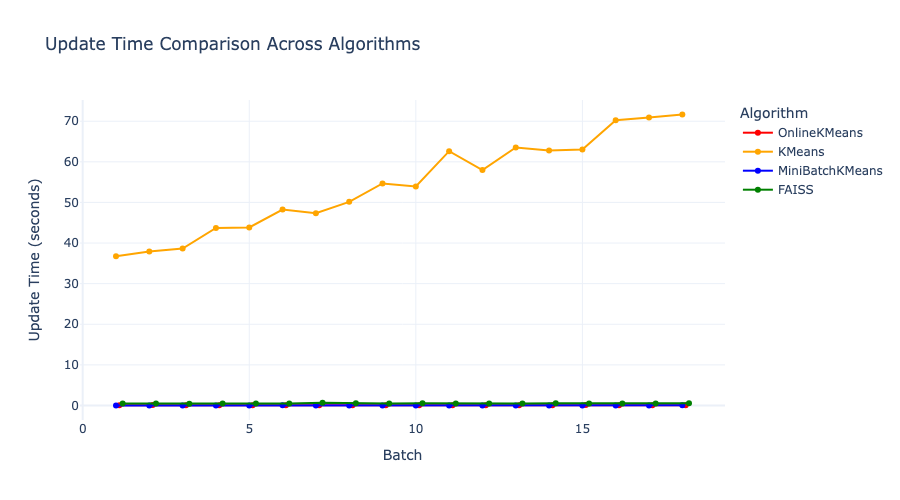 Update Time Comparison Across Algorithms
Update Time (seconds)
70
60
50
40
30
20
10
0
0
5
10
15
Batch
Algorithm
OnlineKMeans
KMeans
MiniBatchKMeans
FAISS